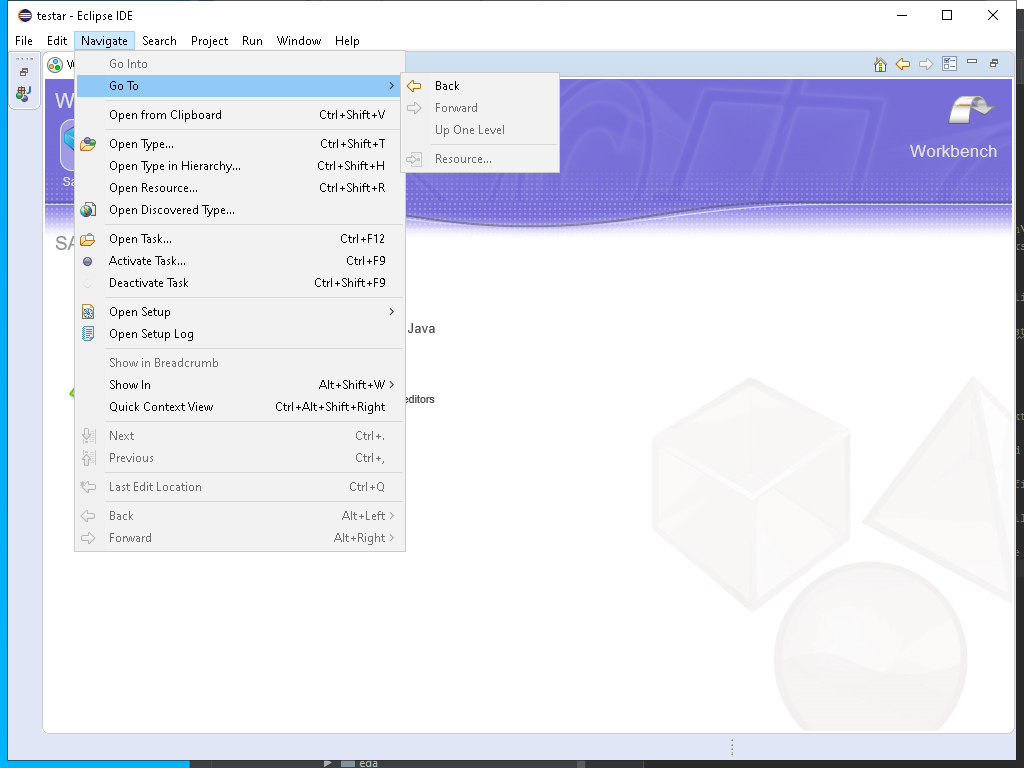 testar - Eclipse IDE
File Edit Navigate Search Project Run Window Help
Go Into
Go To
Open from Clipboard Ctrl+Shift+V
Open Type... Ctrl+Shift+T
Open Type in Hierarchy... Ctrl+Shift+H
Open Resource... Ctrl+Shift+R
Open Discovered Type...
Open Task... Ctrl+F12
Activate Task... Ctrl+F9
Deactivate Task Ctrl+Shift+F9
Open Setup
Open Setup Log
Show in Breadcrumb
Show In Alt+Shift+W
Quick Context View Ctrl+Alt+Shift+Right
Next Ctrl+.
Previous Ctrl+,
Last Edit Location Ctrl+Q
Back Alt+Left
Forward Alt+Right
Back
Forward
Up One Level
Resource...
Workbench
Java
editors
eda